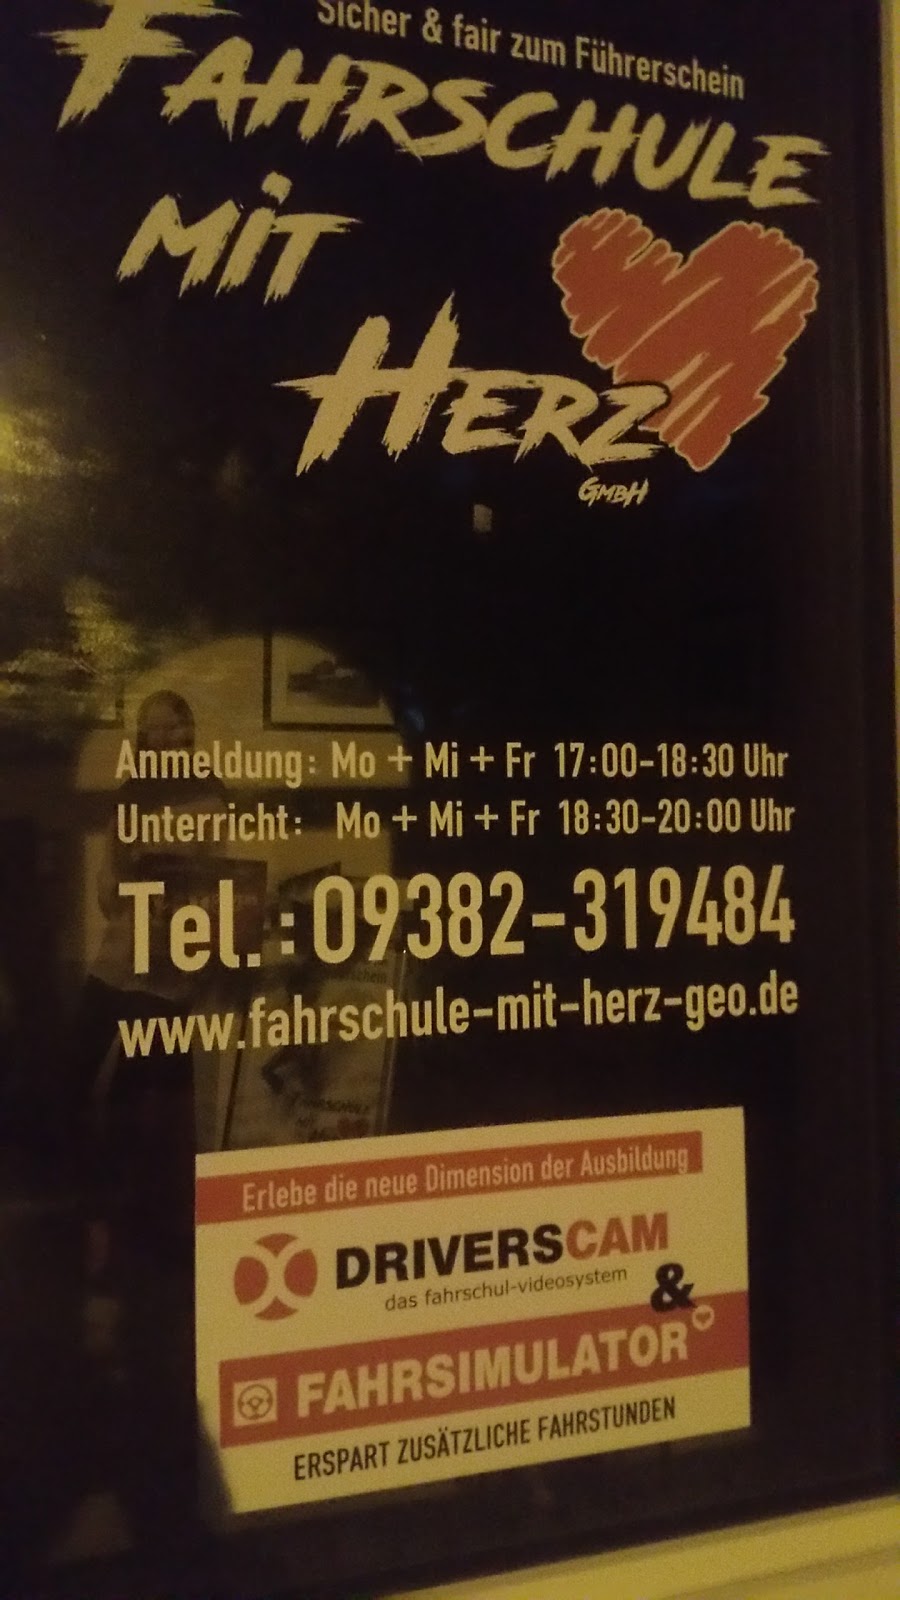 Sicher & fair zum Führerschein
FAHRSCHULE
MIT
HERZ
GMBH
Anmeldung: Mo + Mi + Fr 17:00-18:30 Uhr
Unterricht: Mo + Mi + Fr 18:30-20:00 Uhr
Tel.: 09382-319484
www.fahrschule-mit-herz-geo.de
Erlebe die neue Dimension der Ausbildung
DRIVERSCAM
das fahrschul-videosystem
&
FAHRSIMULATOR
ERSPART ZUSÄTZLICHE FAHRSTUNDEN